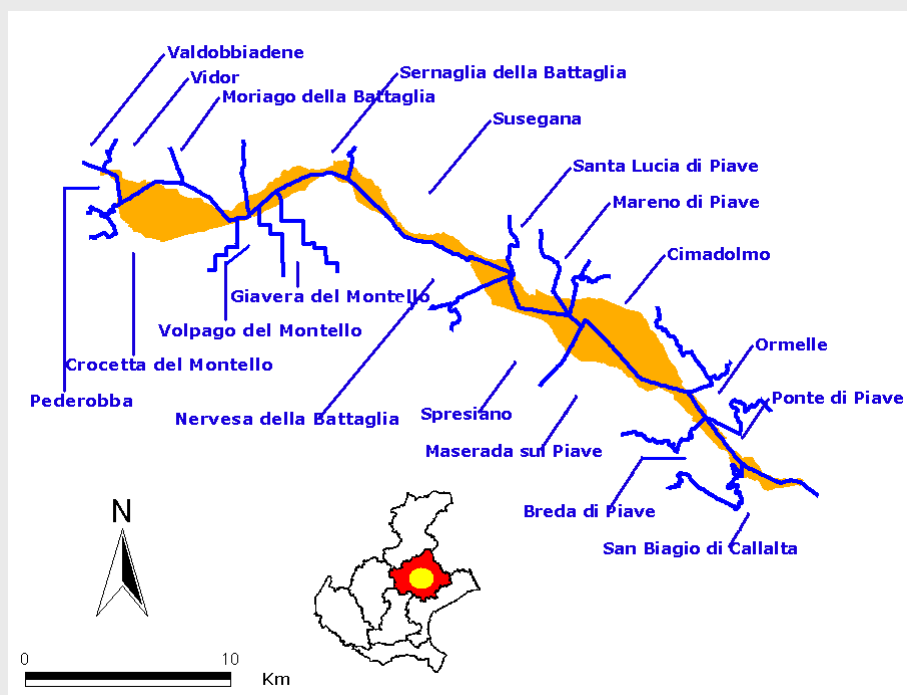 Valdobbiadene
Vidor
Moriago della Battaglia
Sernaglia della Battaglia
Susegana
Santa Lucia di Piave
Mareno di Piave
Cimadolmo
Giavera del Montello
Volpago del Montello
Ormelle
Crocetta del Montello
Pederobba
Ponte di Piave
Nervesa della Battaglia
Spresiano
Maserada sul Piave
Breda di Piave
San Biagio di Callalta
N
0 10
Km